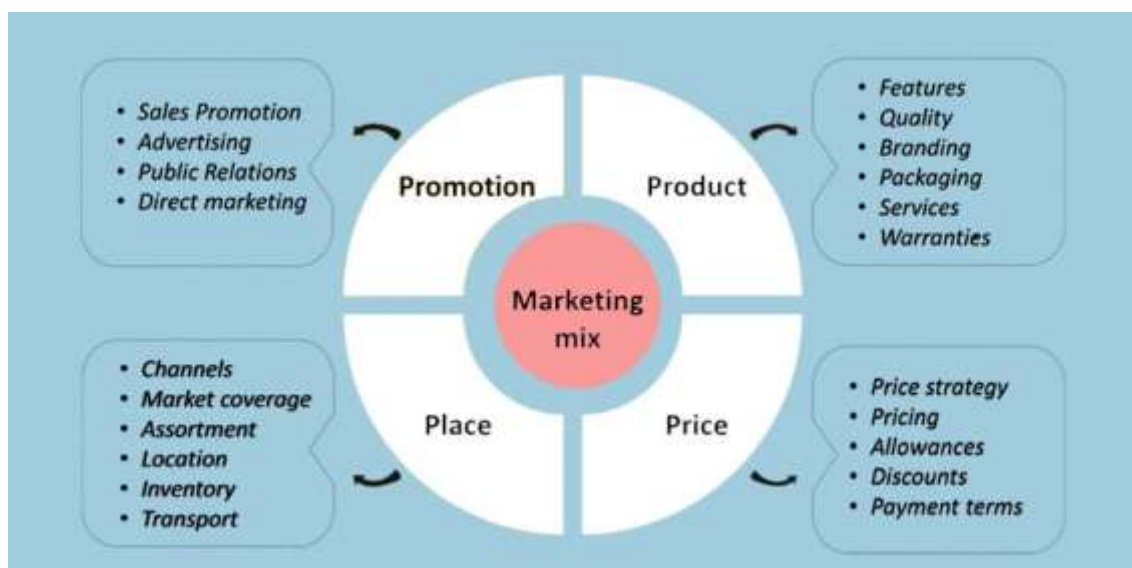 • Sales Promotion
• Advertising
• Public Relations
• Direct marketing
Promotion
Product
• Features
• Quality
• Branding
• Packaging
• Services
• Warranties
Marketing
mix
• Channels
• Market coverage
• Assortment
• Location
• Inventory
• Transport
Place
Price
• Price strategy
• Pricing
• Allowances
• Discounts
• Payment terms